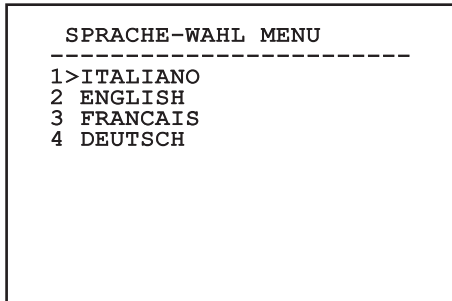 SPRACHE-WAHL MENU
------------------------
1>ITALIANO
2 ENGLISH
3 FRANCAIS
4 DEUTSCH